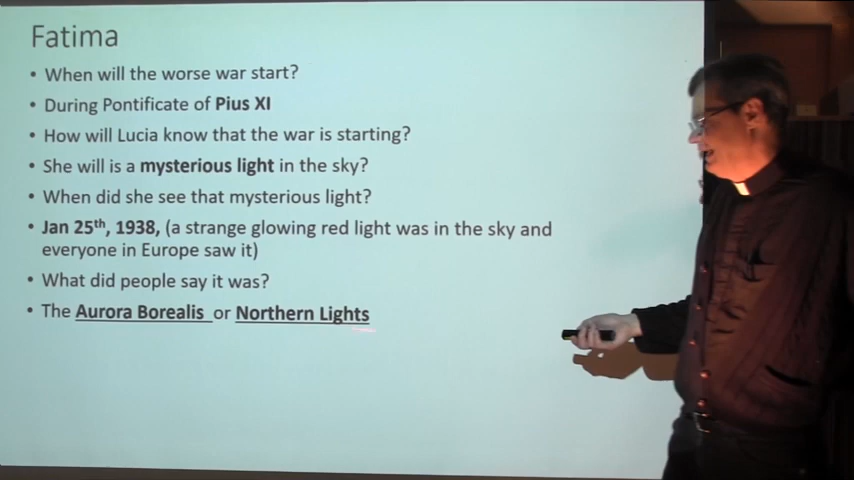 Fatima
• When will the worse war start?
• During Pontificate of Pius XI
• How will Lucia know that the war is starting?
• She will is a mysterious light in the sky?
• When did she see that mysterious light?
• Jan 25th, 1938, (a strange glowing red light was in the sky and
everyone in Europe saw it)
• What did people say it was?
• The Aurora Borealis or Northern Lights